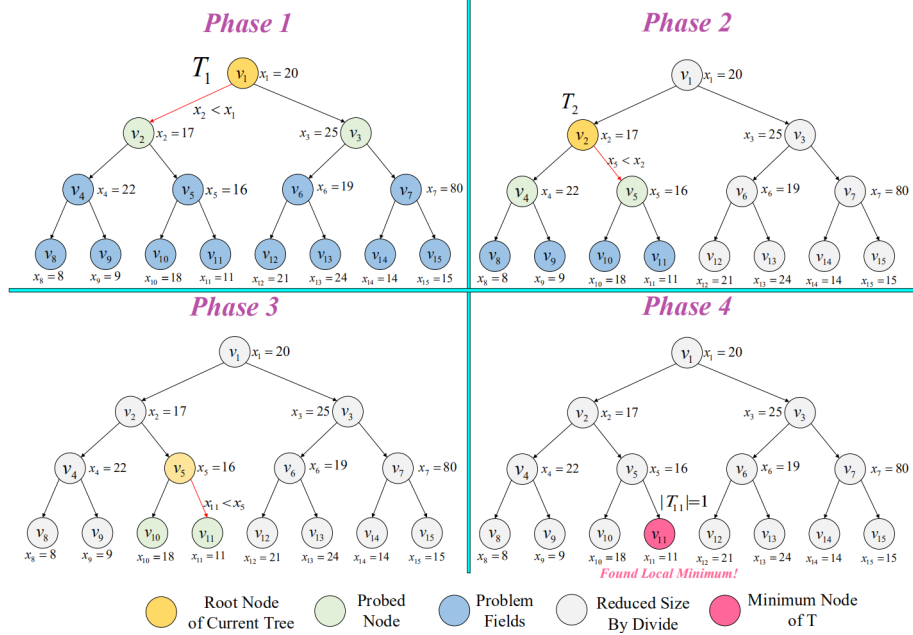 Phase 1
T₁
v₁ x₁ = 20
x₂ < x₁
v₂ x₂ = 17
x₃ = 25 v₃
v₄ x₄ = 22
v₅ x₅ = 16
v₆ x₆ = 19
v₇ x₇ = 80
v₈ v₉ v₁₀ v₁₁ v₁₂ v₁₃ v₁₄ v₁₅
x₈ = 8 x₉ = 9 x₁₀ = 18 x₁₁ = 11 x₁₂ = 21 x₁₃ = 24 x₁₄ = 14 x₁₅ = 15
Phase 2
v₁ x₁ = 20
T₂
v₂ x₂ = 17
x₃ = 25 v₃
x₅ < x₂
v₄ x₄ = 22
v₅ x₅ = 16
v₆ x₆ = 19
v₇ x₇ = 80
v₈ v₉ v₁₀ v₁₁ v₁₂ v₁₃ v₁₄ v₁₅
x₈ = 8 x₉ = 9 x₁₀ = 18 x₁₁ = 11 x₁₂ = 21 x₁₃ = 24 x₁₄ = 14 x₁₅ = 15
Phase 3
v₁ x₁ = 20
v₂ x₂ = 17
x₃ = 25 v₃
v₄ x₄ = 22
v₅ x₅ = 16
v₆ x₆ = 19
v₇ x₇ = 80
x₁₁ < x₅
v₈ v₉ v₁₀ v₁₁ v₁₂ v₁₃ v₁₄ v₁₅
x₈ = 8 x₉ = 9 x₁₀ = 18 x₁₁ = 11 x₁₂ = 21 x₁₃ = 24 x₁₄ = 14 x₁₅ = 15
Phase 4
v₁ x₁ = 20
v₂ x₂ = 17
x₃ = 25 v₃
v₄ x₄ = 22
v₅ x₅ = 16
v₆ x₆ = 19
v₇ x₇ = 80
|T₁₁|=1
v₈ v₉ v₁₀ v₁₁ v₁₂ v₁₃ v₁₄ v₁₅
x₈ = 8 x₉ = 9 x₁₀ = 18 x₁₁ = 11 x₁₂ = 21 x₁₃ = 24 x₁₄ = 14 x₁₅ = 15
Found Local Minimum!
Root Node
of Current Tree
Probed
Node
Problem
Fields
Reduced Size
By Divide
Minimum Node
of T